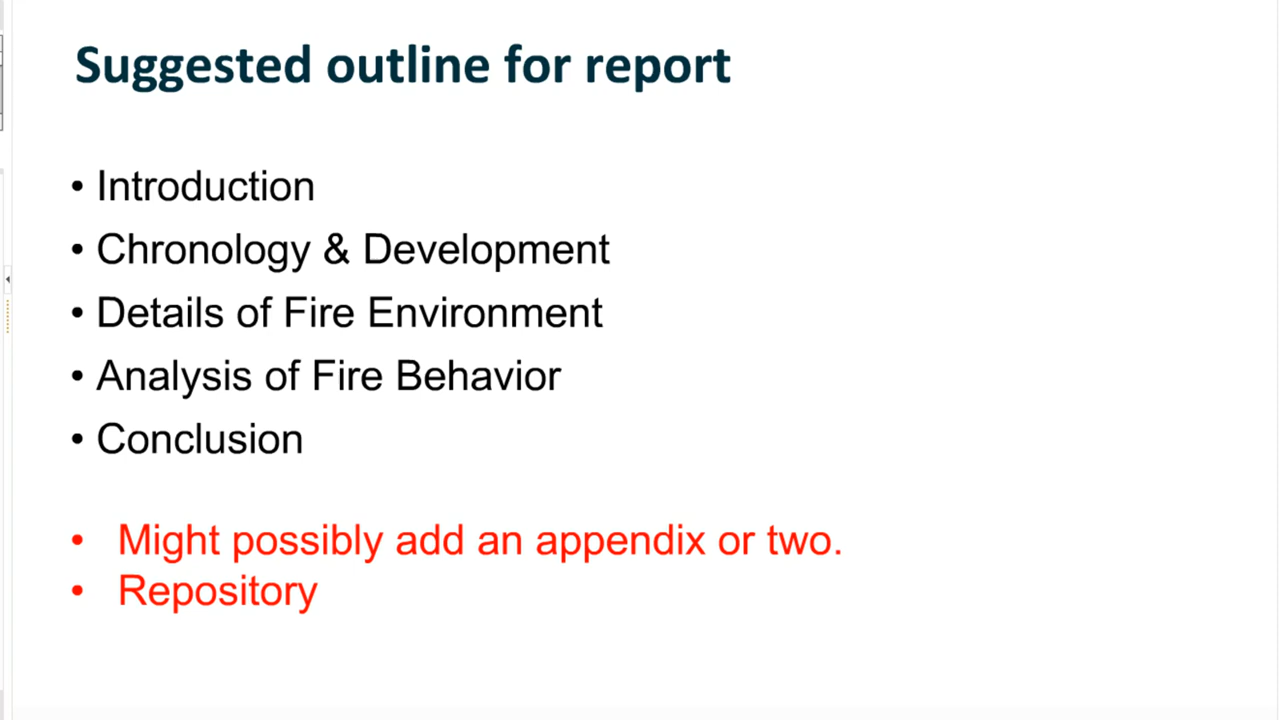 Suggested outline for report
• Introduction
• Chronology & Development
• Details of Fire Environment
• Analysis of Fire Behavior
• Conclusion
• Might possibly add an appendix or two.
• Repository